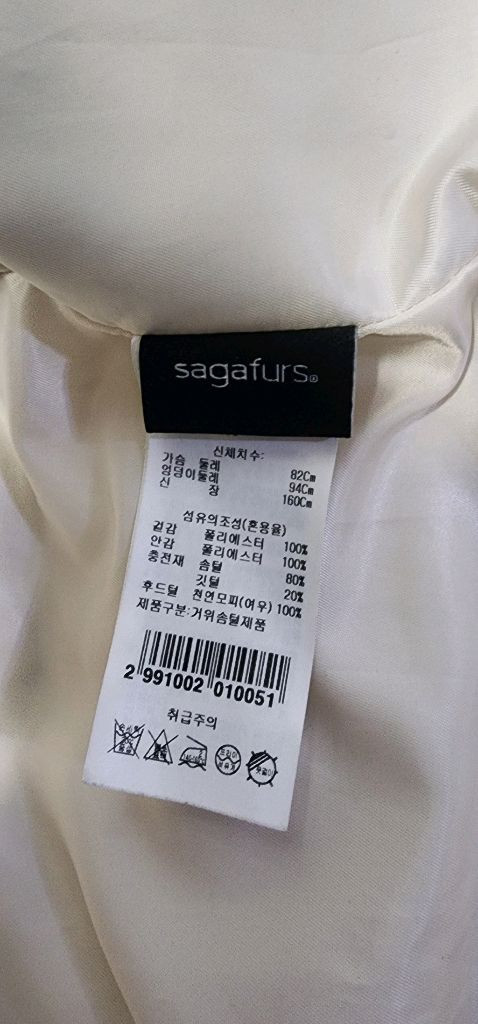 sagafurs®
신체치수:
가슴 둘레 82Cm
엉덩이둘레 94Cm
신 장 160Cm
섬유의조성(혼용율)
겉감 폴리에스터 100%
안감 폴리에스터 100%
충전재 솜털 80%
깃털 20%
후드털 천연모피(여우) 100%
제품구분:거위솜털제품
2 991002 010051
취급주의